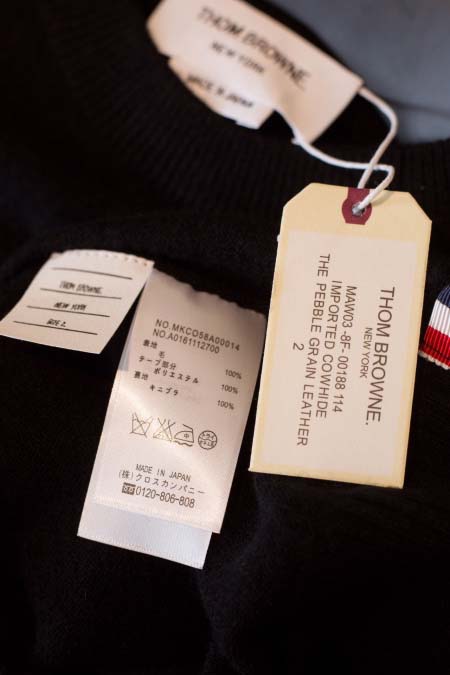 THOM BROWNE.
NEW YORK
MADE IN JAPAN
THOM BROWNE.
NEW YORK
SIZE 2
NO.MKCO58A00014
NO.A0161112700
表地
毛 100%
テープ部分
ポリエステル 100%
裏地
キュプラ 100%
MADE IN JAPAN
(株)クロスカンパニー
0120-806-808
THOM BROWNE.
NEW YORK
MAW03 -8F- 00188 114
IMPORTED COWHIDE
THE PEBBLE GRAIN LEATHER
2